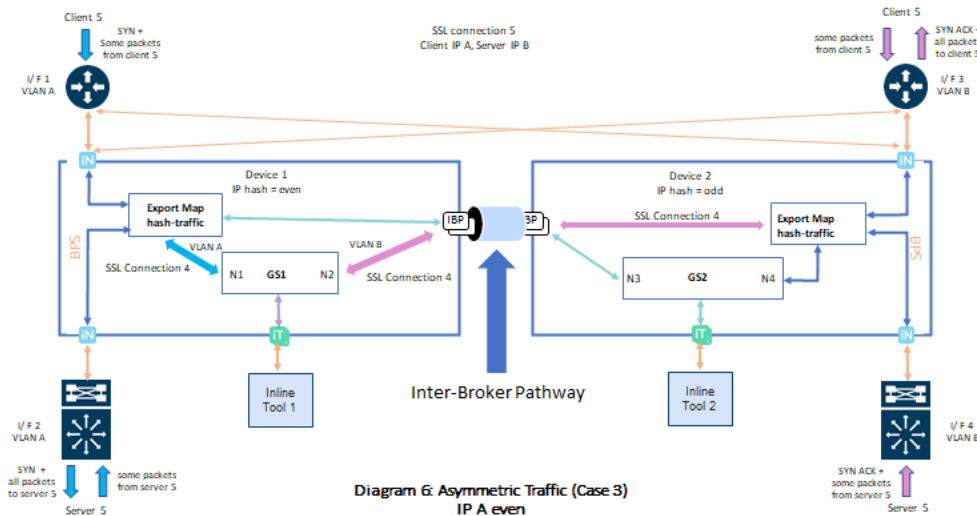 Client 5
SYN +
Some packets
from client 5
SSL connection 5
Client IP A, Server IP B
Client 5
some packets
from client 5
SYN ACK +
all packets
to client 5
I/F 1
VLAN A
I/F 3
VLAN B
iN
iN
Device 1
IP hash = even
Device 2
IP hash = odd
Export Map
hash-traffic
IBP
BP
SSL Connection 4
Export Map
hash-traffic
BPS
VLAN A
VLAN B
SSL Connection 4
SSL Connection 4
N1
GS1
N2
N3
GS2
N4
BPS
iN
iT
iT
iN
Inline
Tool 1
Inter-Broker Pathway
Inline
Tool 2
I/F 2
VLAN A
I/F 4
VLAN B
SYN +
all packets
to server 5
some packets
from server 5
SYN ACK +
some packets
from server 5
Server 5
Server 5
Diagram 6: Asymmetric Traffic (Case 3)
IP A even